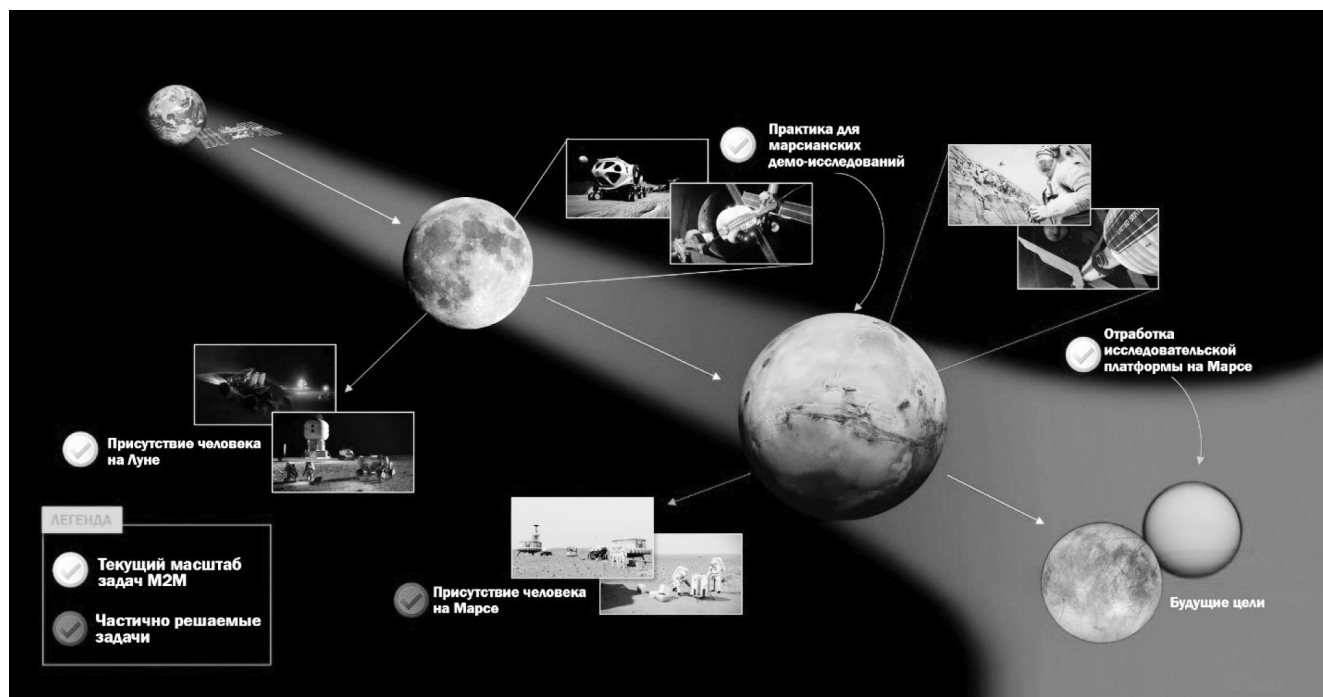 Практика для
марсианских
демо-исследований
Отработка
исследовательской
платформы на Марсе
Присутствие человека
на Луне
ЛЕГЕНДА
Текущий масштаб
задач М2М
Частично решаемые
задачи
Присутствие человека
на Марсе
Будущие цели